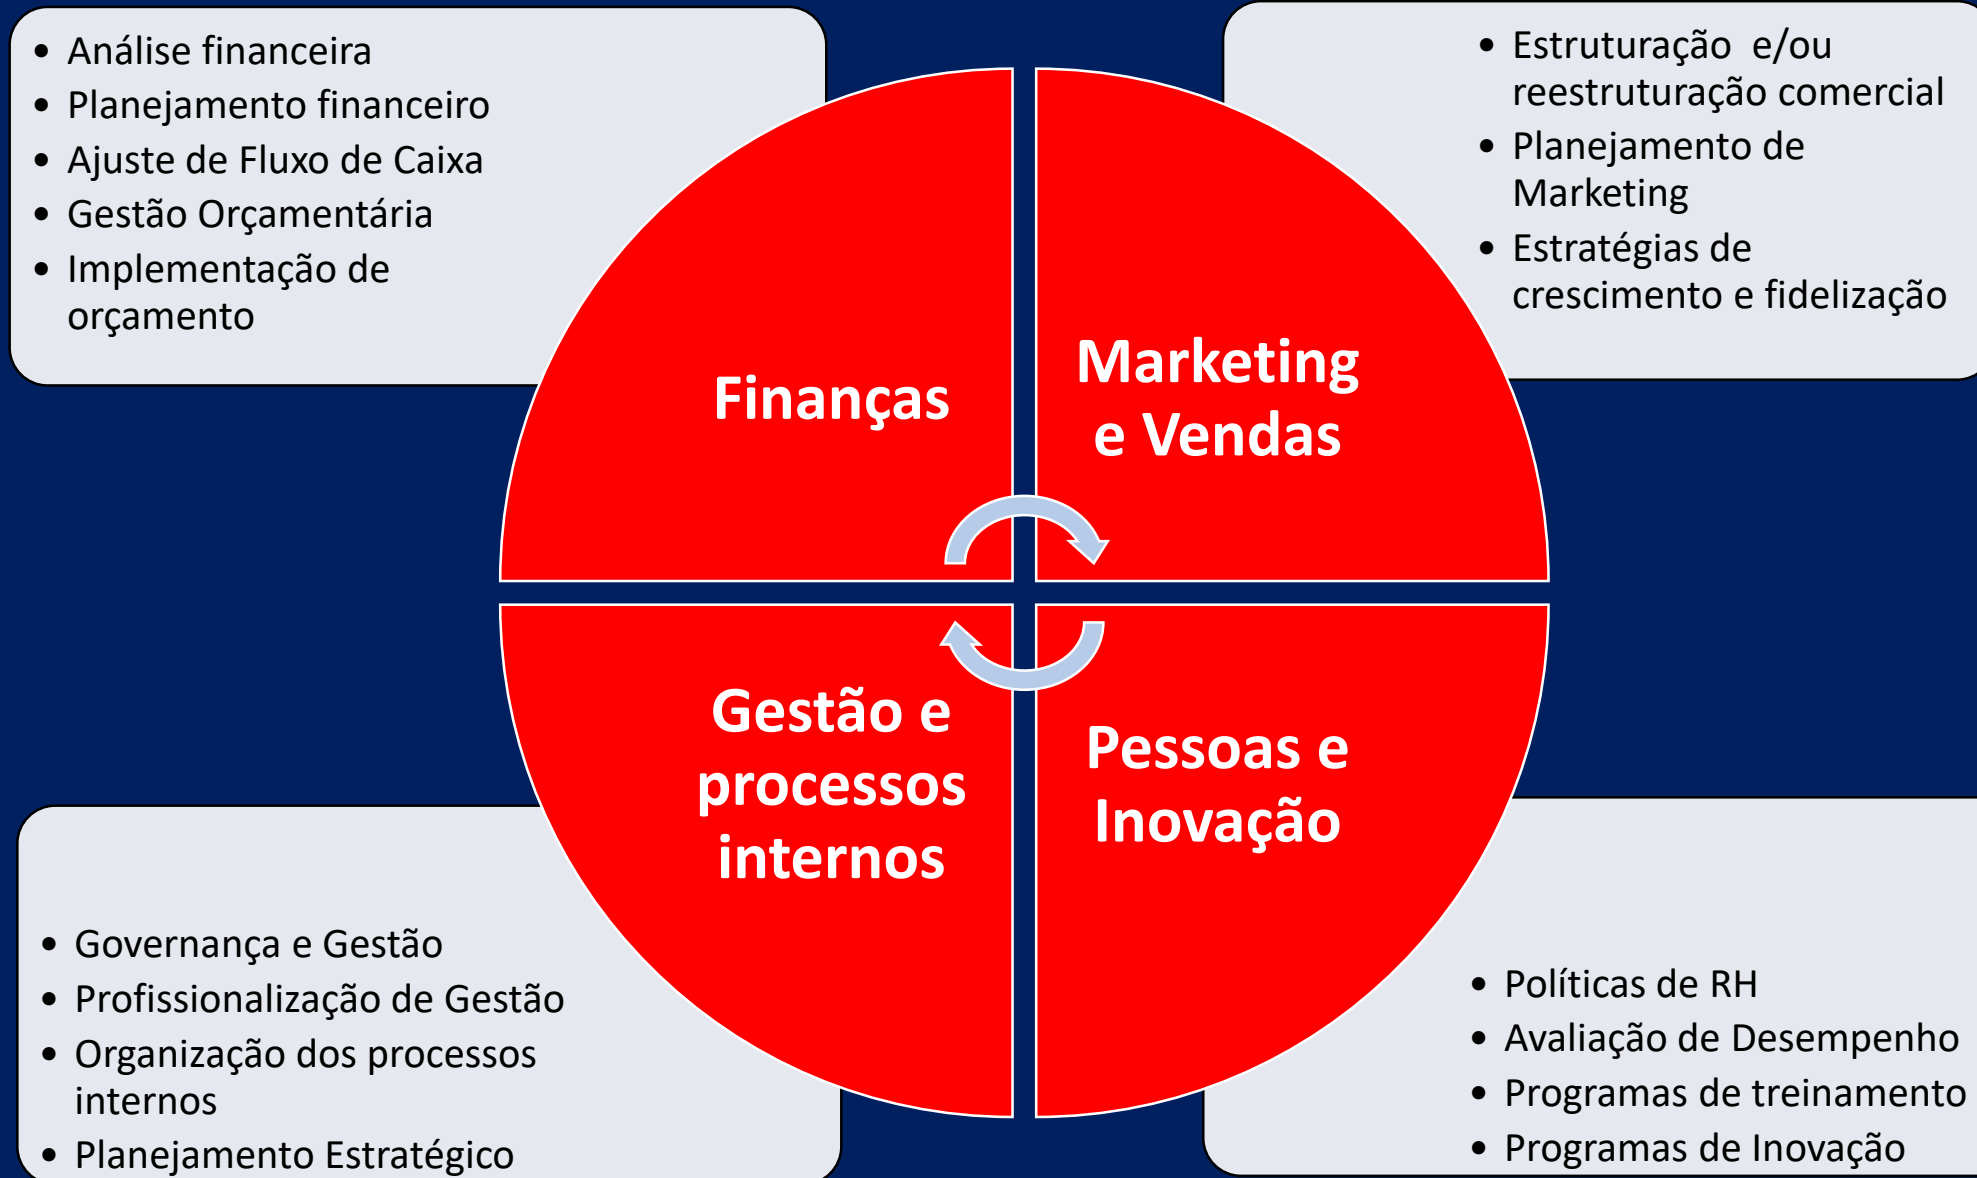 • Análise financeira
• Planejamento financeiro
• Ajuste de Fluxo de Caixa
• Gestão Orçamentária
• Implementação de
orçamento
• Estruturação  e/ou
reestruturação comercial
• Planejamento de
Marketing
• Estratégias de
crescimento e fidelização
Finanças
Marketing
e Vendas
Gestão e
processos
internos
Pessoas e
Inovação
• Governança e Gestão
• Profissionalização de Gestão
• Organização dos processos
internos
• Planejamento Estratégico
• Políticas de RH
• Avaliação de Desempenho
• Programas de treinamento
• Programas de Inovação